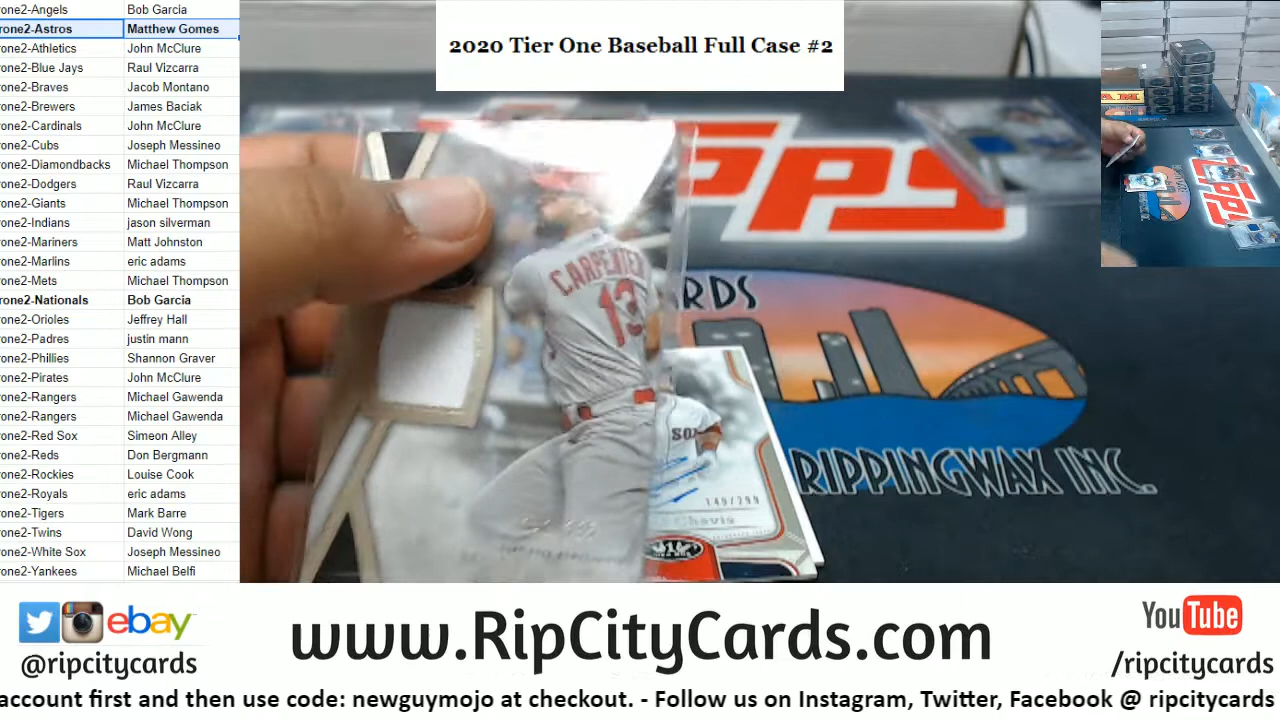 rone2-Angels Bob Garcia
rone2-Astros Matthew Gomes
rone2-Athletics John McClure
rone2-Blue Jays Raul Vizcarra
rone2-Braves Jacob Montano
rone2-Brewers James Baciak
rone2-Cardinals John McClure
rone2-Cubs Joseph Messineo
rone2-Diamondbacks Michael Thompson
rone2-Dodgers Raul Vizcarra
rone2-Giants Michael Thompson
rone2-Indians jason silverman
rone2-Mariners Matt Johnston
rone2-Marlins eric adams
rone2-Mets Michael Thompson
rone2-Nationals Bob Garcia
rone2-Orioles Jeffrey Hall
rone2-Padres justin mann
rone2-Phillies Shannon Graver
rone2-Pirates John McClure
rone2-Rangers Michael Gawenda
rone2-Rangers Michael Gawenda
rone2-Red Sox Simeon Alley
rone2-Reds Don Bergmann
rone2-Rockies Louise Cook
rone2-Royals eric adams
rone2-Tigers Mark Barre
rone2-Twins David Wong
rone2-White Sox Joseph Messineo
rone2-Yankees Michael Belfi
2020 Tier One Baseball Full Case #2
CARPENTER
13
PPS
RDS
RIPPINGWAX INC.
SOX
149/299
Chavis
ebay
@ripcitycards
www.RipCityCards.com
YouTube
/ripcitycards
account first and then use code: newguymojo at checkout. - Follow us on Instagram, Twitter, Facebook @ ripcitycards